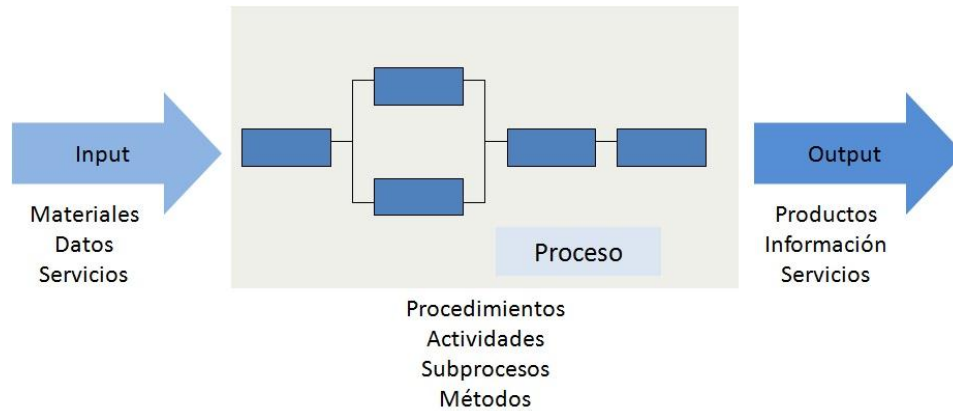 Input
Materiales
Datos
Servicios
Proceso
Procedimientos
Actividades
Subprocesos
Métodos
Output
Productos
Información
Servicios